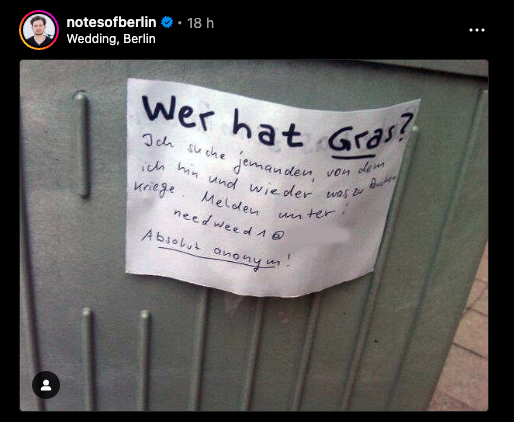 notesofberlin • 18 h
Wedding, Berlin
Wer hat Gras?
Ich suche jemanden, von dem
ich hin und wieder was zu Rauchen
kriege. Melden unter:
needweed1@
Absolut anonym!